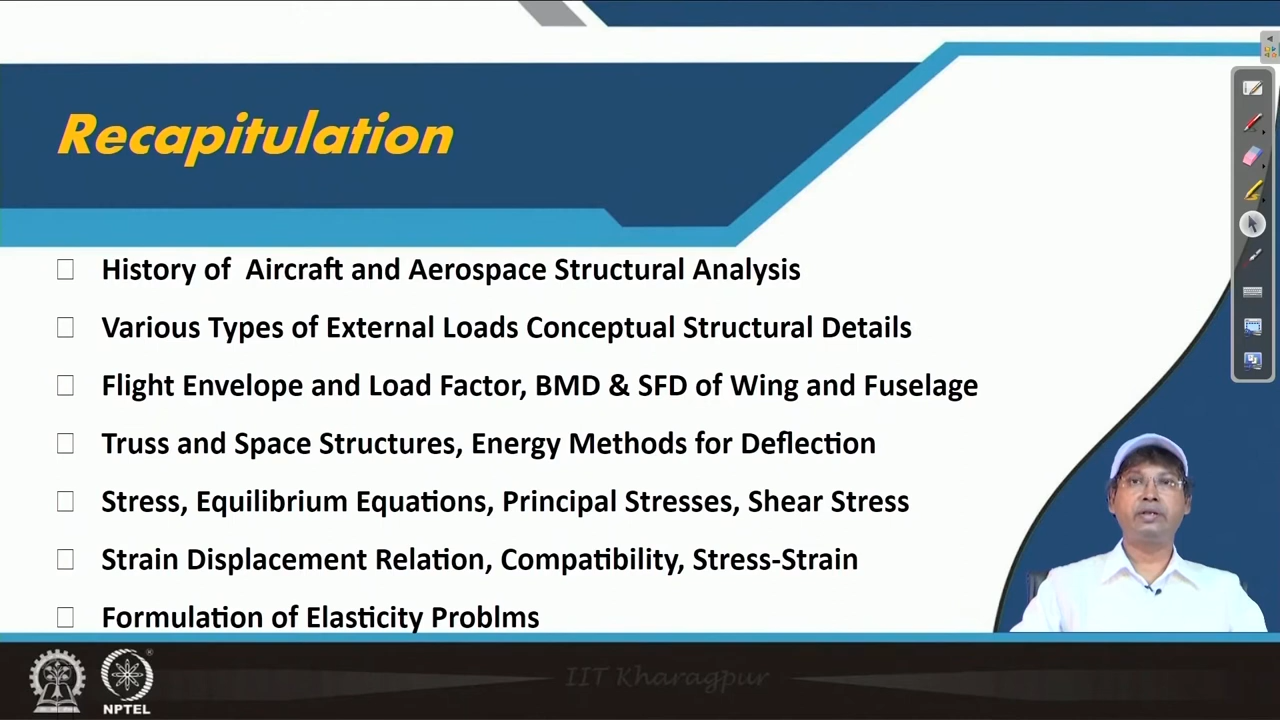 Recapitulation
History of Aircraft and Aerospace Structural Analysis
Various Types of External Loads Conceptual Structural Details
Flight Envelope and Load Factor, BMD & SFD of Wing and Fuselage
Truss and Space Structures, Energy Methods for Deflection
Stress, Equilibrium Equations, Principal Stresses, Shear Stress
Strain Displacement Relation, Compatibility, Stress-Strain
Formulation of Elasticity Problms
IIT Kharagpur
NPTEL